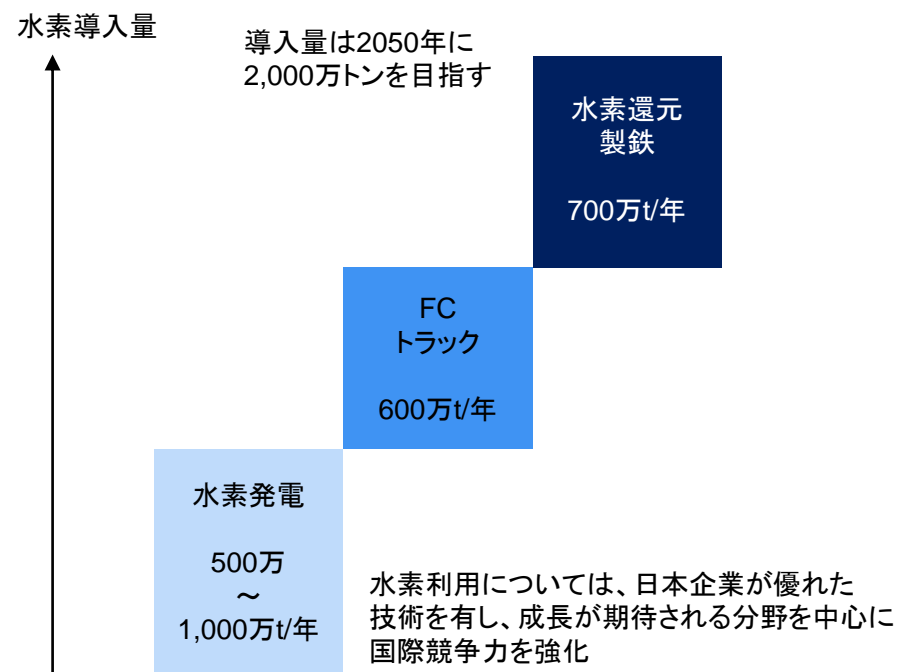 水素導入量
導入量は2050年に
2,000万トンを目指す
水素還元
製鉄
700万t/年
FC
トラック
600万t/年
水素発電
500万
～
1,000万t/年
水素利用については、日本企業が優れた
技術を有し、成長が期待される分野を中心に
国際競争力を強化